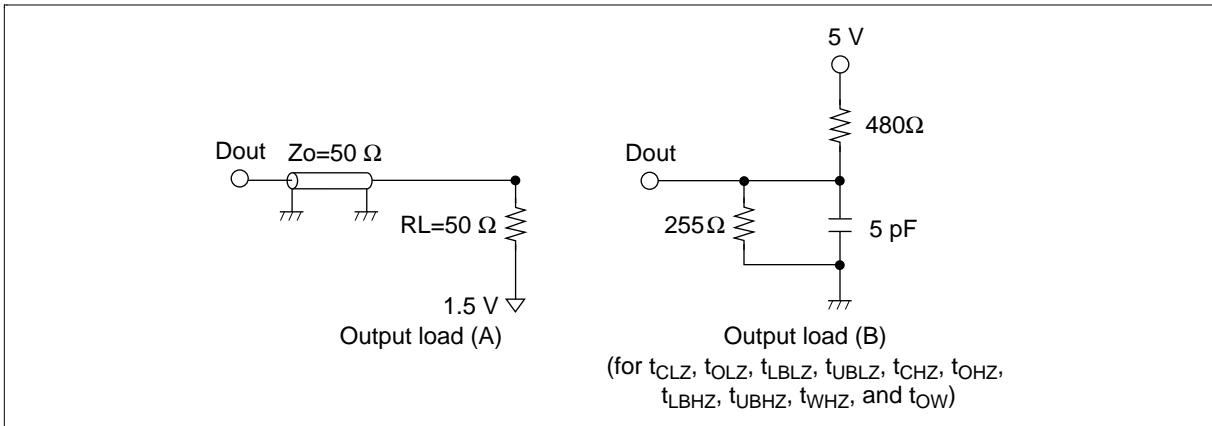 Dout
Zo=50 Ω
RL=50 Ω
1.5 V
Output load (A)
5 V
480Ω
Dout
255Ω
5 pF
Output load (B)
(for tCLZ, tOLZ, tLBLZ, tUBLZ, tCHZ, tOHZ,
tLBHZ, tUBHZ, tWHZ, and tOW)